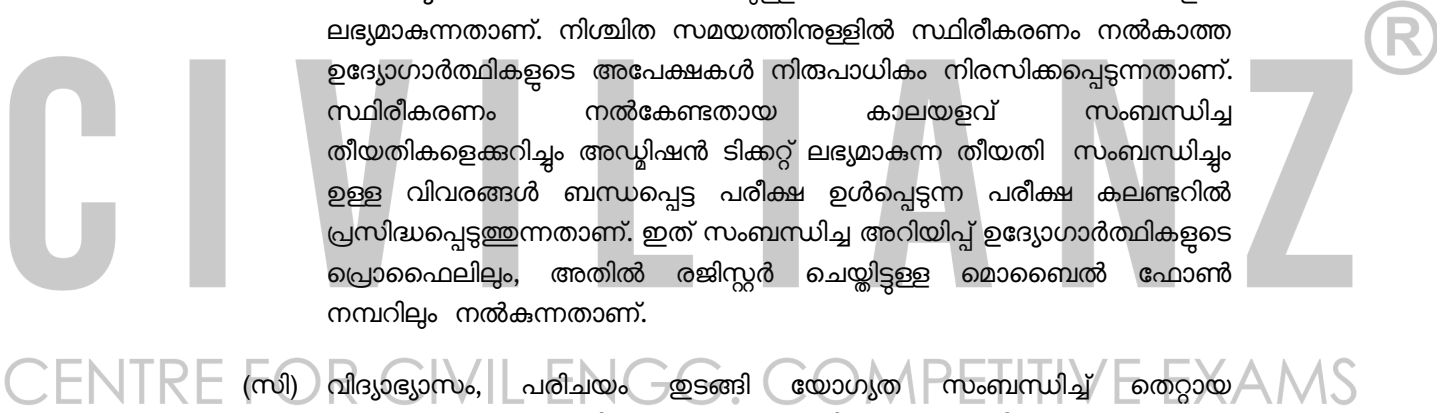 ലഭ്യമാകുന്നതാണ്. നിശ്ചിത സമയത്തിനുള്ളിൽ സ്ഥിരീകരണം നൽകാത്ത
ഉദ്യോഗാർത്ഥികളുടെ അപേക്ഷകൾ നിരുപാധികം നിരസിക്കപ്പെടുന്നതാണ്.
സ്ഥിരീകരണം നൽകേണ്ടതായ കാലയളവ് സംബന്ധിച്ച
തീയതികളെക്കുറിച്ചും അഡ്മിഷൻ ടിക്കറ്റ് ലഭ്യമാകുന്ന തീയതി സംബന്ധിച്ചും
ഉള്ള വിവരങ്ങൾ ബന്ധപ്പെട്ട പരീക്ഷ ഉൾപ്പെടുന്ന പരീക്ഷ കലണ്ടറിൽ
പ്രസിദ്ധപ്പെടുത്തുന്നതാണ്. ഇത് സംബന്ധിച്ച അറിയിപ്പ് ഉദ്യോഗാർത്ഥികളുടെ
പ്രൊഫൈലിലും, അതിൽ രജിസ്റ്റർ ചെയ്തിട്ടുള്ള മൊബൈൽ ഫോൺ
നമ്പറിലും നൽകുന്നതാണ്.
(സി) വിദ്യാഭ്യാസം, പരിചയം തുടങ്ങി യോഗ്യത സംബന്ധിച്ച് തെറ്റായ
CIVILIANZ ®
CENTRE FOR CIVIL ENGG. COMPETITIVE EXAMS